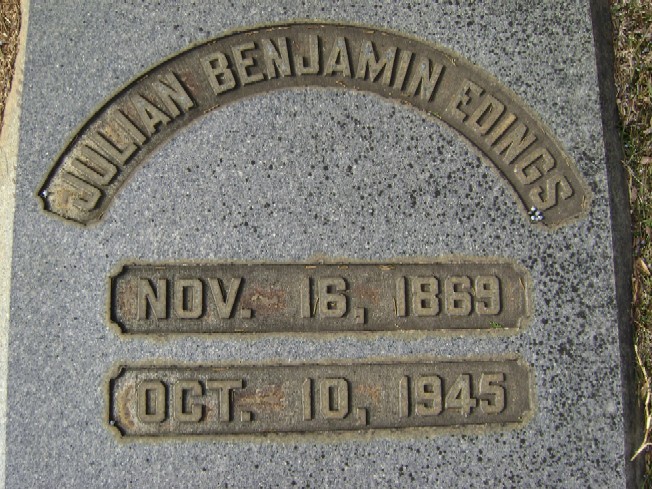 JULIAN BENJAMIN EDINGS
NOV. 16, 1869
OCT. 10, 1945